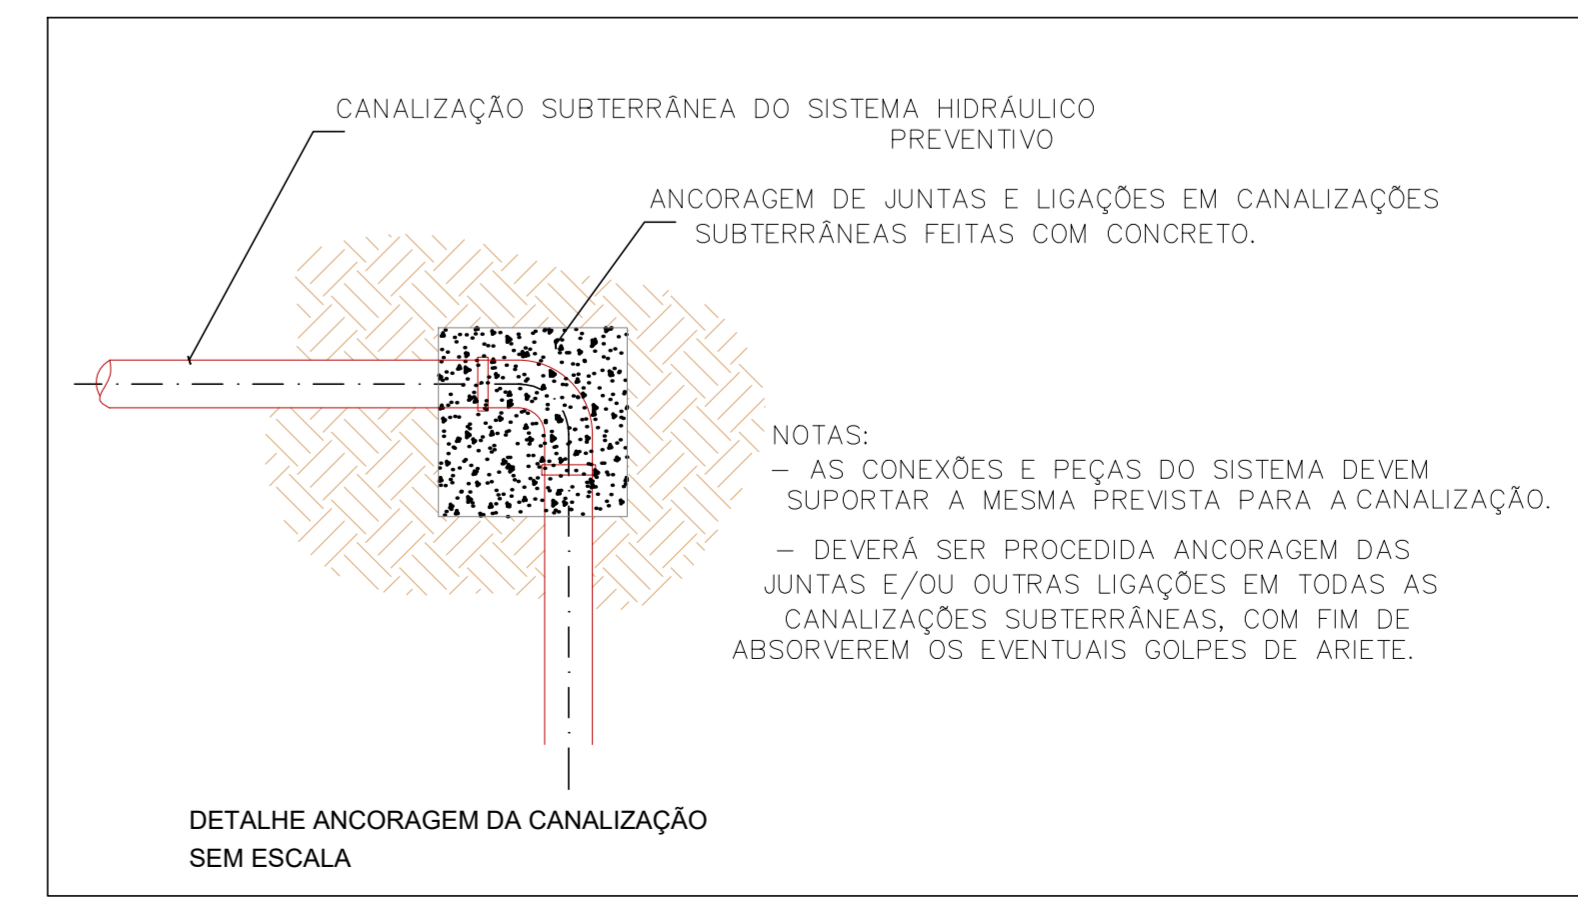 CANALIZAÇÃO SUBTERRÂNEA DO SISTEMA HIDRÁULICO
PREVENTIVO
ANCORAGEM DE JUNTAS E LIGAÇÕES EM CANALIZAÇÕES
SUBTERRÂNEAS FEITAS COM CONCRETO.
NOTAS:
– AS CONEXÕES E PEÇAS DO SISTEMA DEVEM
SUPORTAR A MESMA PREVISTA PARA A CANALIZAÇÃO.
– DEVERÁ SER PROCEDIDA ANCORAGEM DAS
JUNTAS E/OU OUTRAS LIGAÇÕES EM TODAS AS
CANALIZAÇÕES SUBTERRÂNEAS, COM FIM DE
ABSORVEREM OS EVENTUAIS GOLPES DE ARIETE.
DETALHE ANCORAGEM DA CANALIZAÇÃO
SEM ESCALA